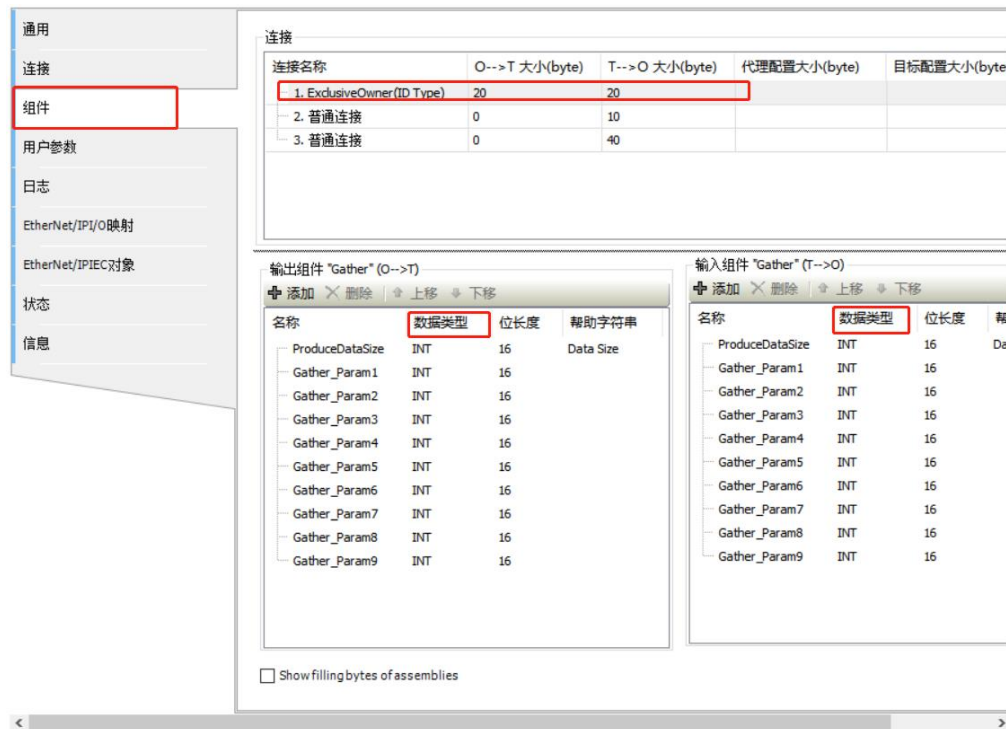 通用
连接
组件
用户参数
日志
EtherNet/IPI/O映射
EtherNet/IPIEC对象
状态
信息
连接
连接名称 O-->T 大小(byte) T-->O 大小(byte) 代理配置大小(byte) 目标配置大小(byte
1. ExclusiveOwner(ID Type) 20 20
2. 普通连接 0 10
3. 普通连接 0 40
输出组件 "Gather" (O-->T)
添加 删除 上移 下移
名称 数据类型 位长度 帮助字符串
ProduceDataSize INT 16 Data Size
Gather_Param1 INT 16
Gather_Param2 INT 16
Gather_Param3 INT 16
Gather_Param4 INT 16
Gather_Param5 INT 16
Gather_Param6 INT 16
Gather_Param7 INT 16
Gather_Param8 INT 16
Gather_Param9 INT 16
输入组件 "Gather" (T-->O)
添加 删除 上移 下移
名称 数据类型 位长度 帮
ProduceDataSize INT 16 Da
Gather_Param1 INT 16
Gather_Param2 INT 16
Gather_Param3 INT 16
Gather_Param4 INT 16
Gather_Param5 INT 16
Gather_Param6 INT 16
Gather_Param7 INT 16
Gather_Param8 INT 16
Gather_Param9 INT 16
Show filling bytes of assemblies